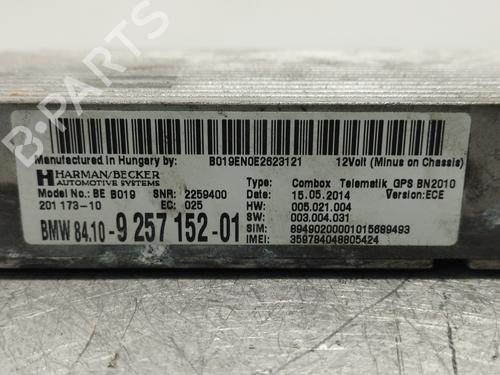 B-PARTS
Manufactured in Hungary by: B019EN0E2623121 12Volt (Minus on Chassis)
HARMAN/BECKER
AUTOMOTIVE SYSTEMS
Type: Combox Telematik GPS BN2010
Model No.: BE B019 SNR: 2259400 Date: 15.05.2014 Version: ECE
201 173-10 EC: 025 HW: 005.021.004
SW: 003.004.031
BMW 84.10-9 257 152-01 SIM: 89490200001015689493
IMEI: 359784048805424